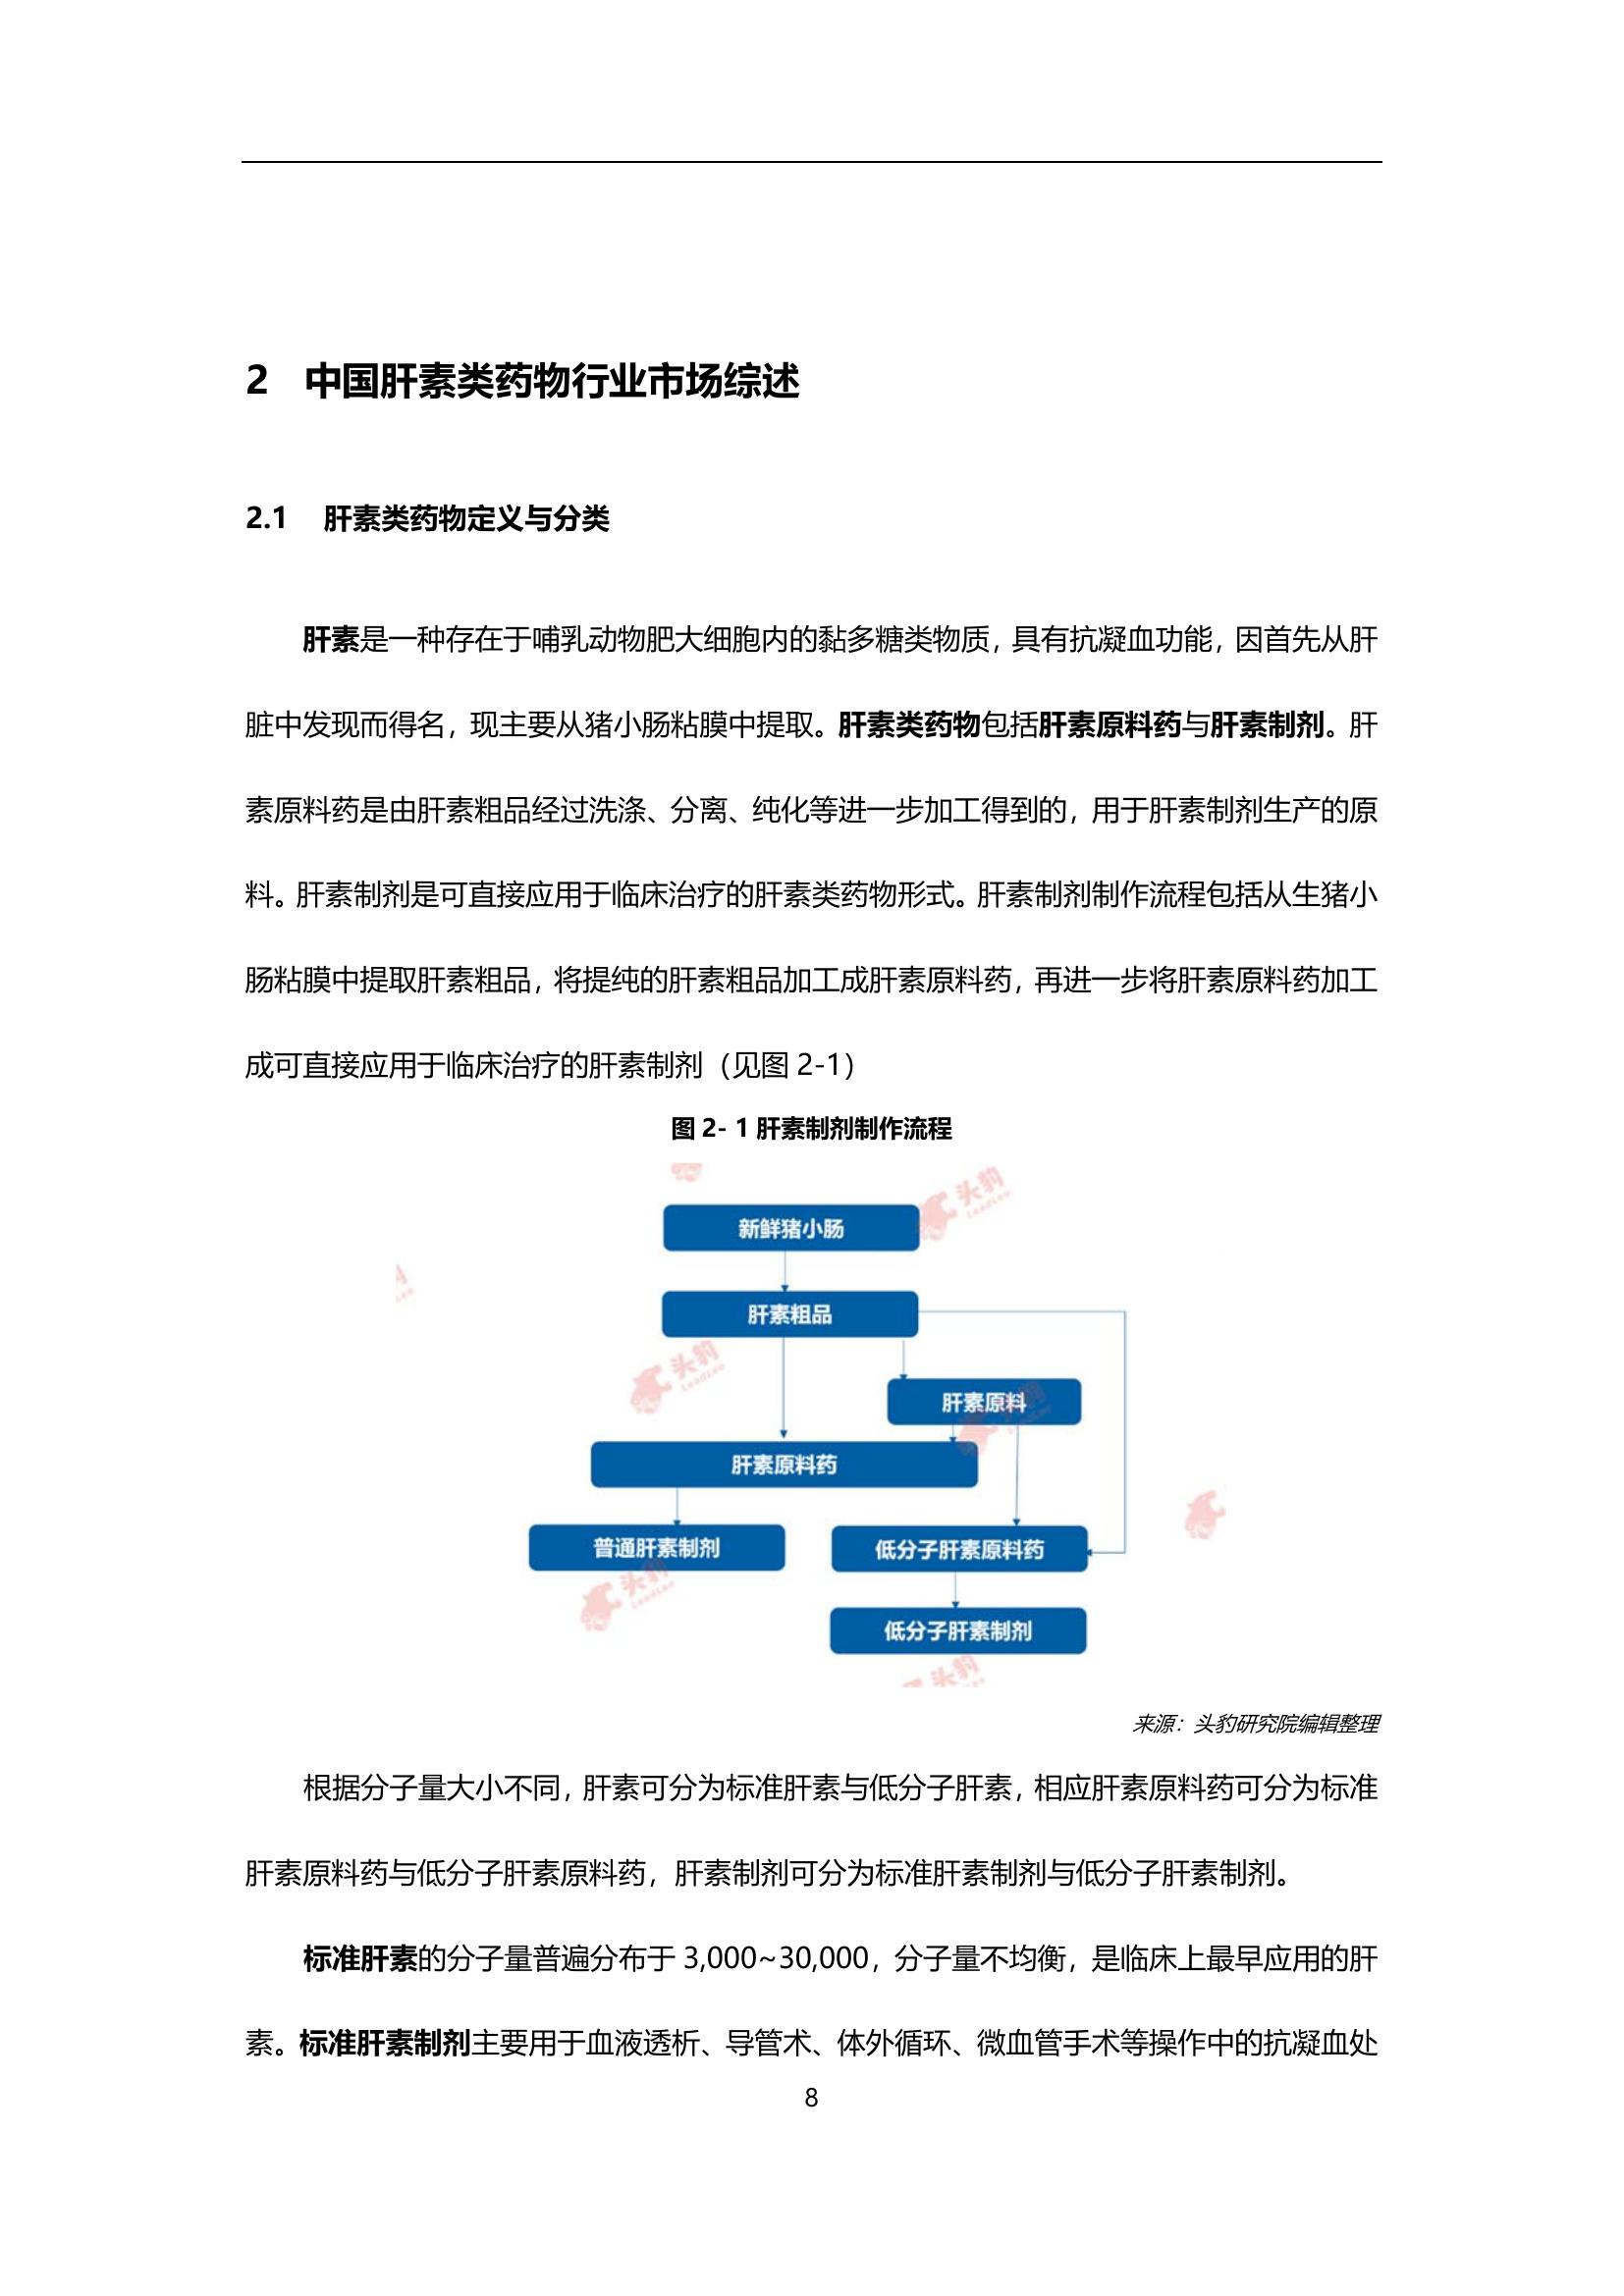 2 中国肝素类药物行业市场综述
2.1 肝素类药物定义与分类
肝素是一种存在于哺乳动物肥大细胞内的黏多糖类物质，具有抗凝血功能，因首先从肝
脏中发现而得名，现主要从猪小肠粘膜中提取。肝素类药物包括肝素原料药与肝素制剂。肝
素原料药是由肝素粗品经过洗涤、分离、纯化等进一步加工得到的，用于肝素制剂生产的原
料。肝素制剂是可直接应用于临床治疗的肝素类药物形式。肝素制剂制作流程包括从生猪小
肠粘膜中提取肝素粗品，将提纯的肝素粗品加工成肝素原料药，再进一步将肝素原料药加工
成可直接应用于临床治疗的肝素制剂（见图 2-1）
图 2- 1 肝素制剂制作流程
头豹
LeadLeo
新鲜猪小肠
肝素粗品
头豹
LeadLeo
肝素原料
肝素原料药
普通肝素制剂
低分子肝素原料药
头豹
LeadLeo
低分子肝素制剂
头豹
来源：头豹研究院编辑整理
根据分子量大小不同，肝素可分为标准肝素与低分子肝素，相应肝素原料药可分为标准
肝素原料药与低分子肝素原料药，肝素制剂可分为标准肝素制剂与低分子肝素制剂。
标准肝素的分子量普遍分布于 3,000~30,000，分子量不均衡，是临床上最早应用的肝
素。标准肝素制剂主要用于血液透析、导管术、体外循环、微血管手术等操作中的抗凝血处
8